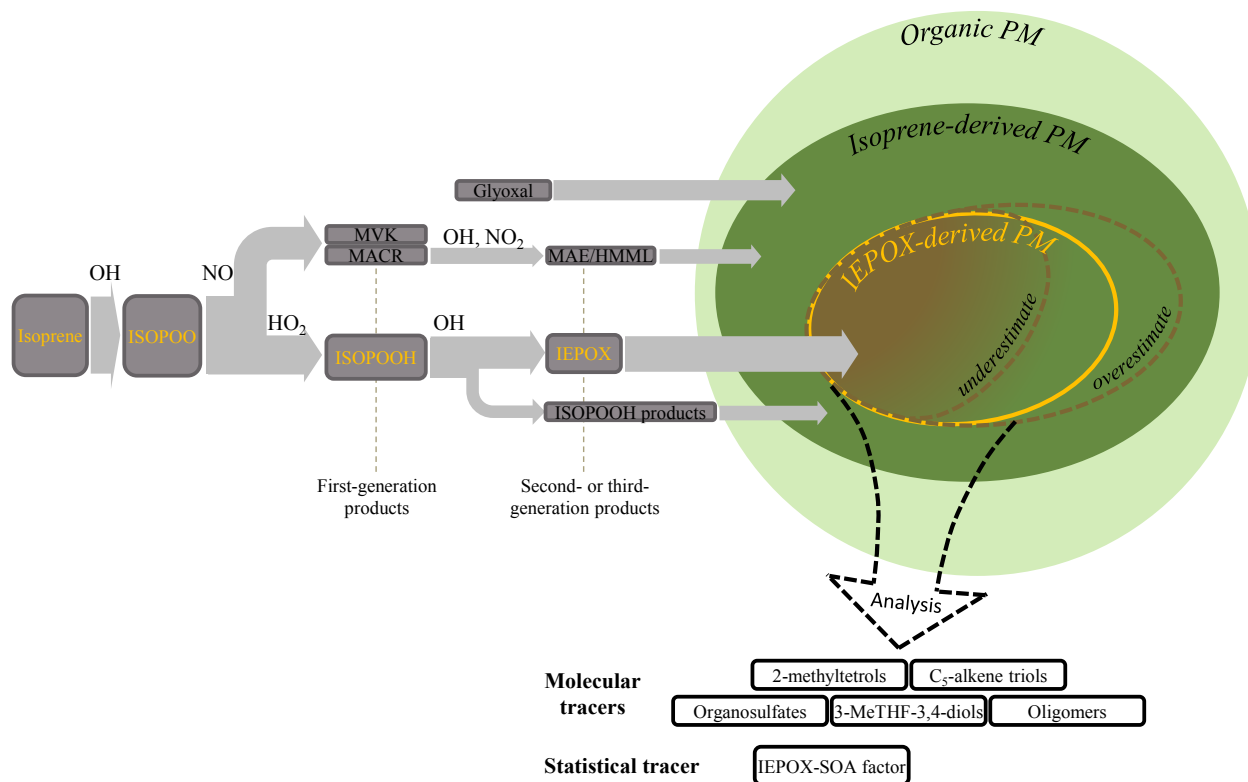 Organic PM
Isoprene-derived PM
Glyoxal
MVK
MACR
OH, NO₂
MAE/HMML
IEPOX-derived PM
OH
NO
Isoprene
ISOPOO
HO₂
ISOPOOH
OH
IEPOX
underestimate
overestimate
ISOPOOH products
First-generation
products
Second- or third-
generation products
Analysis
Molecular
tracers
2-methyltetrols
C₅-alkene triols
Organosulfates
3-MeTHF-3,4-diols
Oligomers
Statistical tracer
IEPOX-SOA factor